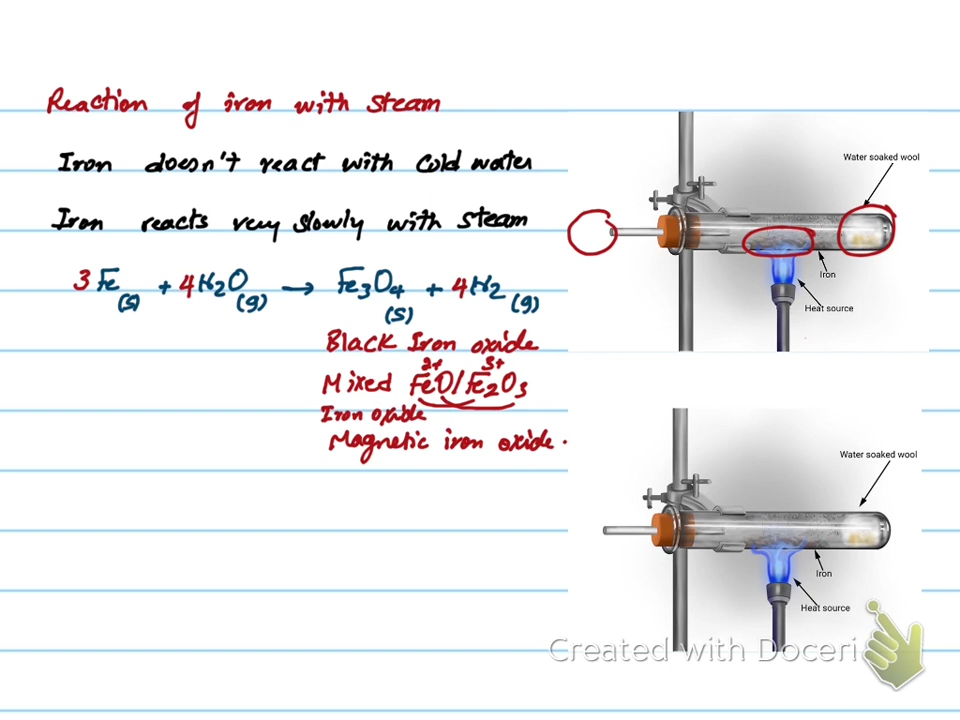 Reaction of iron with steam
Iron doesn't react with cold water
Iron reacts very slowly with steam
3Fe(s) + 4H2O(g) → Fe3O4(s) + 4H2(g)
Black Iron oxide
2+ 3+
Mixed FeO/Fe2O3
Iron oxide
Magnetic iron oxide.
Water soaked wool
Iron
Heat source
Water soaked wool
Iron
Heat source
Created with Doceri